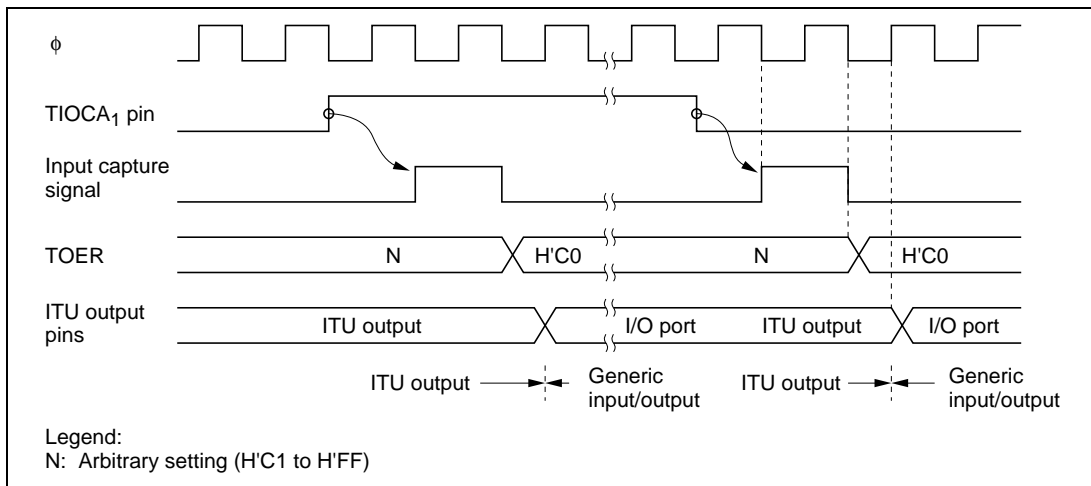 ϕ
TIOCA1 pin
Input capture
signal
TOER N H'C0 N H'C0
ITU output
pins
ITU output I/O port ITU output I/O port
ITU output Generic
input/output
ITU output Generic
input/output
Legend:
N: Arbitrary setting (H'C1 to H'FF)